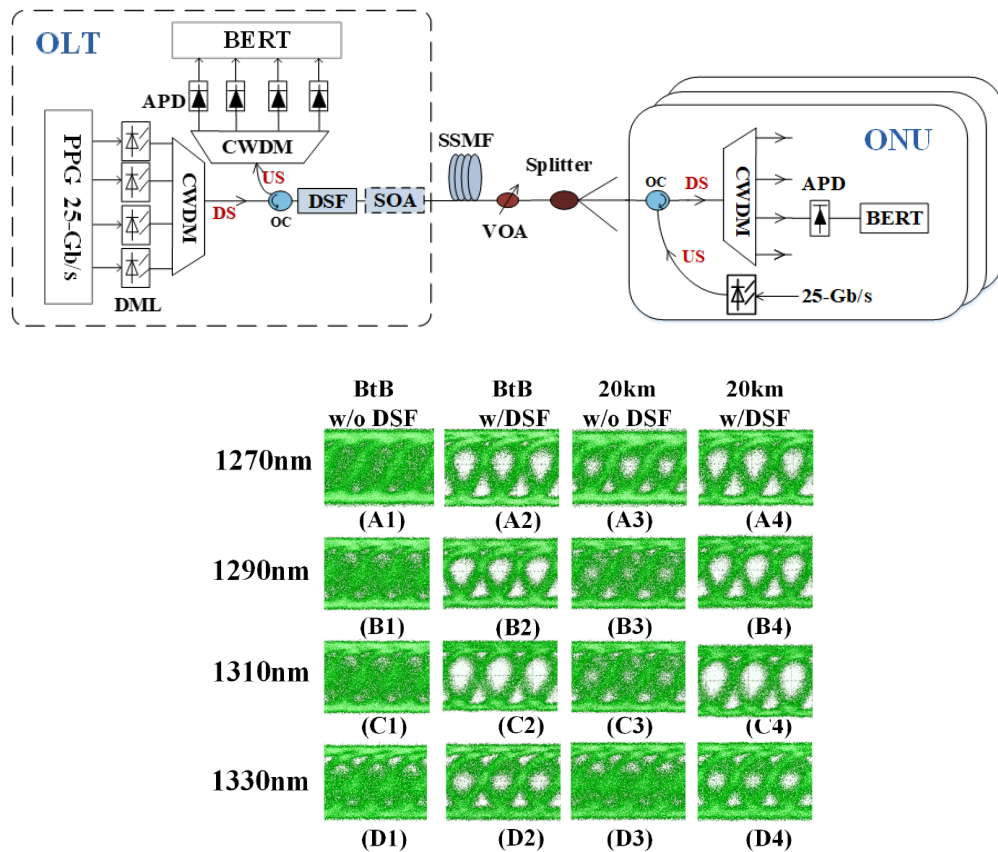 OLT
BERT
APD
PPG 25-Gb/s
CWDM
CWDM
US
DS
OC
DSF
SOA
DML
SSMF
VOA
Splitter
ONU
OC
DS
US
CWDM
APD
BERT
25-Gb/s
BtB
w/o DSF
BtB
w/DSF
20km
w/o DSF
20km
w/DSF
1270nm
(A1)
(A2)
(A3)
(A4)
1290nm
(B1)
(B2)
(B3)
(B4)
1310nm
(C1)
(C2)
(C3)
(C4)
1330nm
(D1)
(D2)
(D3)
(D4)